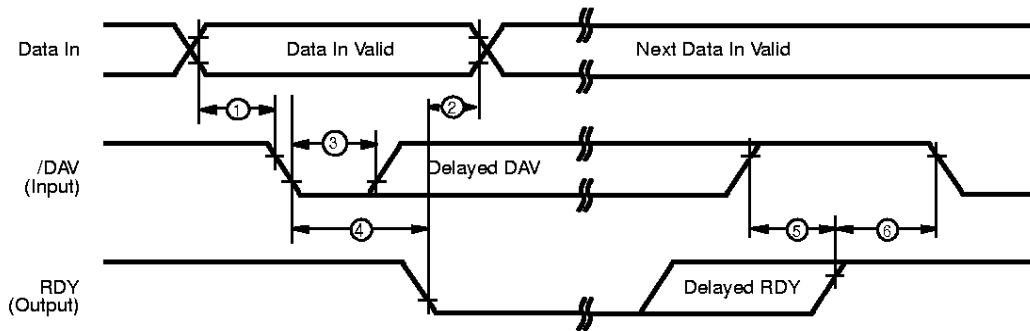 Data In
Data In Valid
Next Data In Valid
1
2
3
/DAV
(Input)
Delayed DAV
4
5
6
RDY
(Output)
Delayed RDY